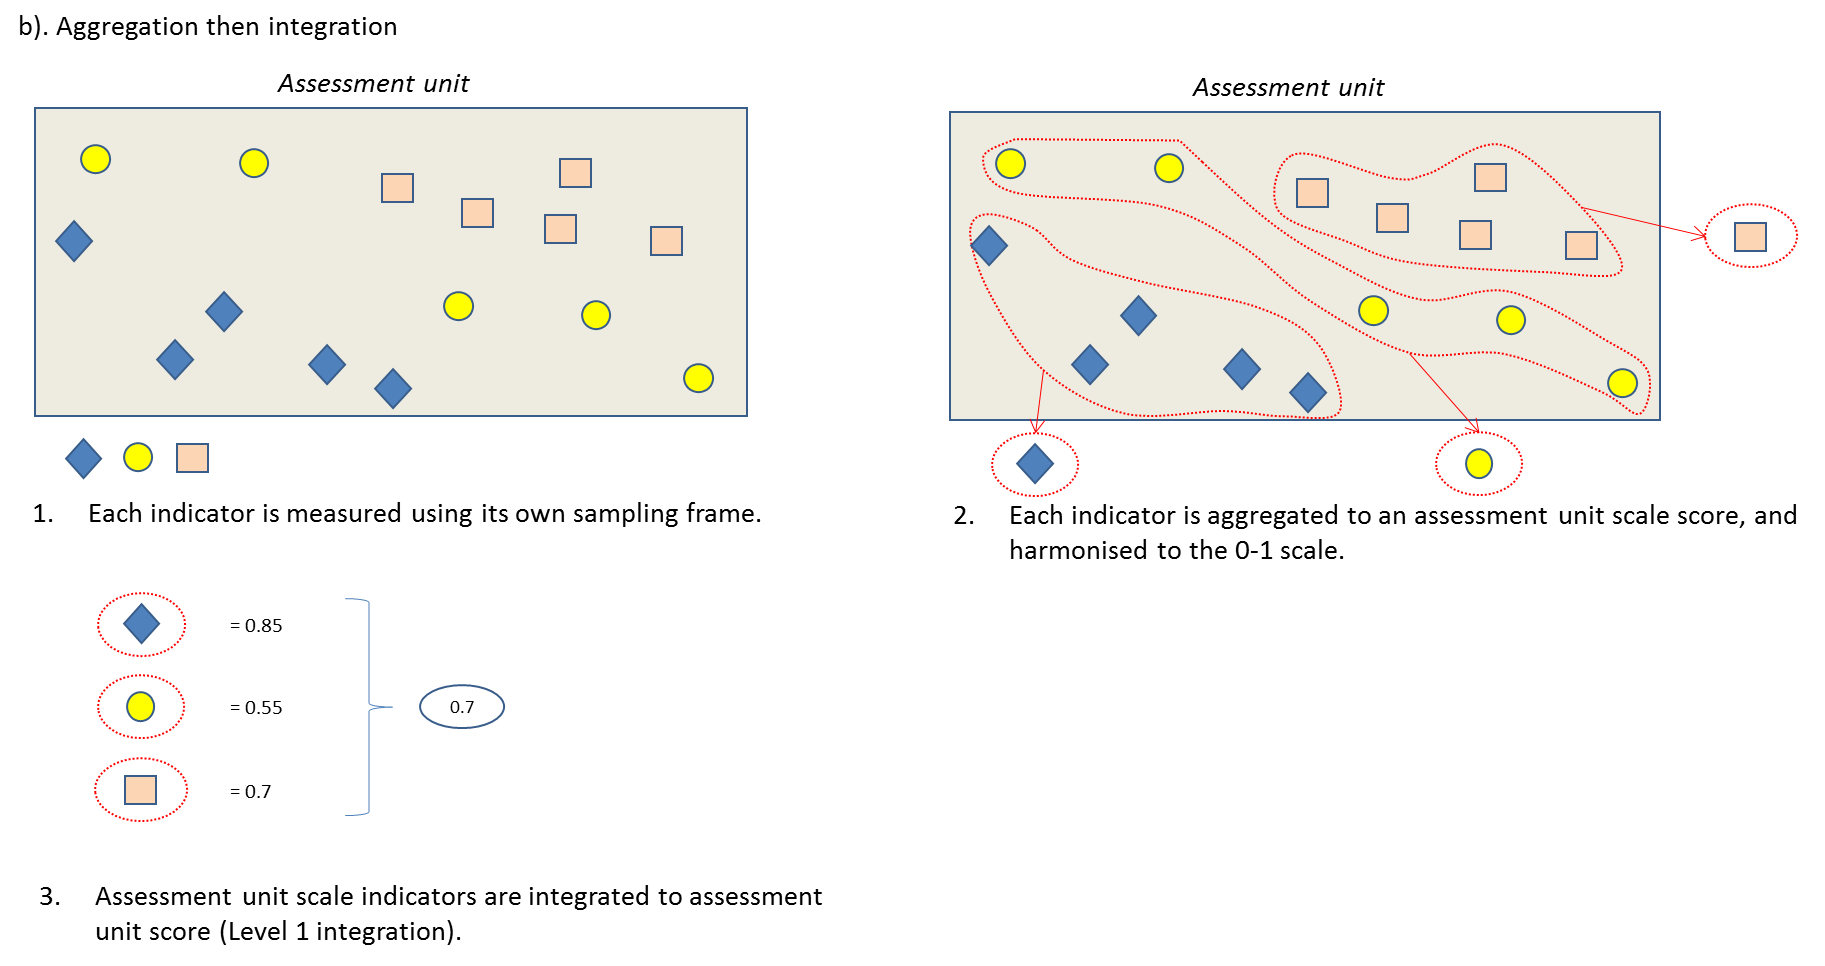 b). Aggregation then integration
Assessment unit
Assessment unit
1. Each indicator is measured using its own sampling frame.
2. Each indicator is aggregated to an assessment unit scale score, and
harmonised to the 0-1 scale.
= 0.85
= 0.55
0.7
= 0.7
3. Assessment unit scale indicators are integrated to assessment
unit score (Level 1 integration).